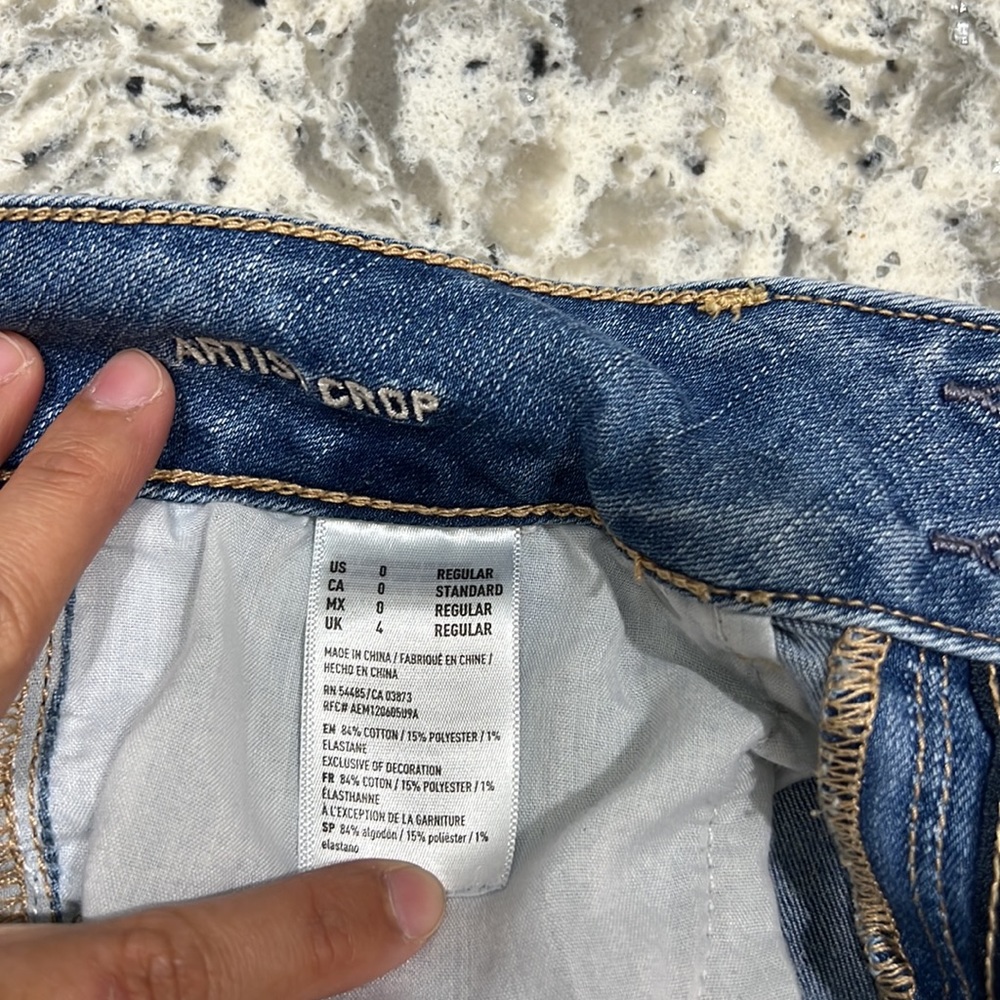 ARTIST CROP
US 0 REGULAR
CA 0 STANDARD
MX 0 REGULAR
UK 4 REGULAR
MADE IN CHINA / FABRIQUÉ EN CHINE /
HECHO EN CHINA
RN 54485/CA 03873
RFC# AEM120605U9A
EN 84% COTTON / 15% POLYESTER / 1%
ELASTANE
EXCLUSIVE OF DECORATION
FR 84% COTON / 15% POLYESTER / 1%
ÉLASTHANNE
À L'EXCEPTION DE LA GARNITURE
SP 84% algodón / 15% poliéster / 1%
elastano